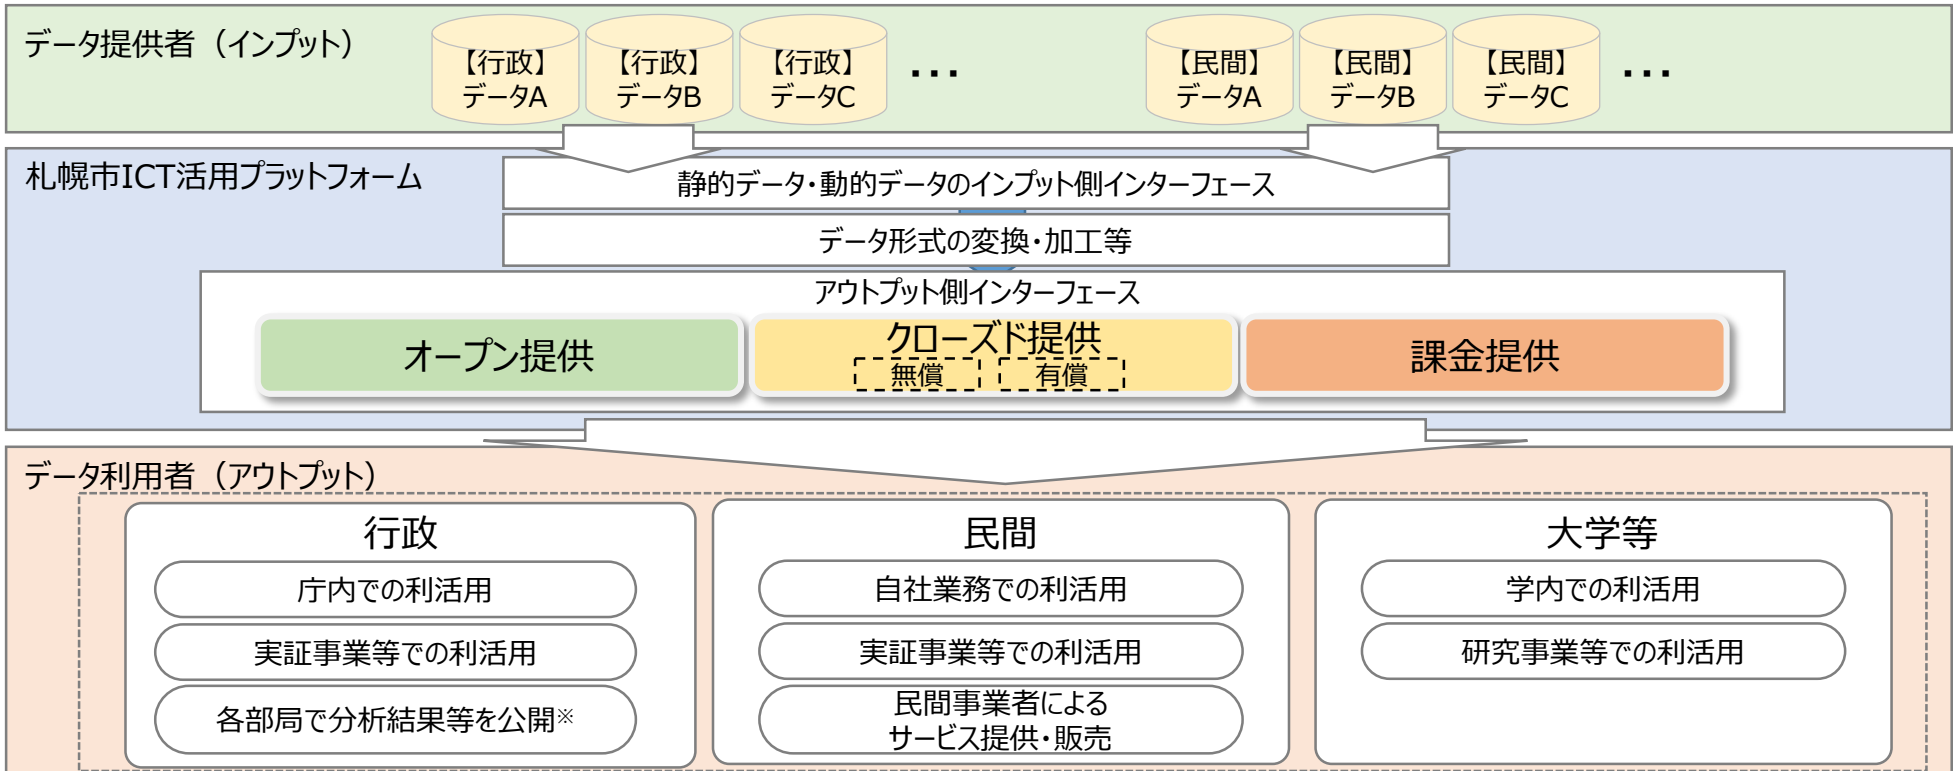 データ提供者（インプット）
【行政】
データA
【行政】
データB
【行政】
データC
…
【民間】
データA
【民間】
データB
【民間】
データC
…
札幌市ICT活用プラットフォーム
静的データ・動的データのインプット側インターフェース
データ形式の変換・加工等
アウトプット側インターフェース
オープン提供
クローズド提供
無償
有償
課金提供
データ利用者（アウトプット）
行政
庁内での利活用
実証事業等での利活用
各部局で分析結果等を公開※
民間
自社業務での利活用
実証事業等での利活用
民間事業者による
サービス提供・販売
大学等
学内での利活用
研究事業等での利活用